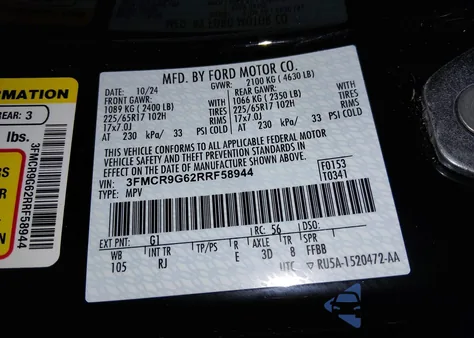 MFD. BY FORD MOTOR CO.
DATE: 10/24 GVWR: 2100 KG (4630 LB)
FRONT GAWR: REAR GAWR:
1089 KG (2400 LB) WITH 1066 KG (2350 LB) WITH
225/65R17 102H TIRES 225/65R17 102H TIRES
17x7.0J RIMS 17x7.0J RIMS
AT 230 kPa/ 33 PSI COLD AT 230 kPa/ 33 PSI COLD
THIS VEHICLE CONFORMS TO ALL APPLICABLE FEDERAL MOTOR
VEHICLE SAFETY AND THEFT PREVENTION STANDARDS IN
EFFECT ON THE DATE OF MANUFACTURE SHOWN ABOVE.
VIN: 3FMCR9G62RRF58944 F0153
TYPE: MPV T0341
EXT PNT: G1 RC: 56 DSO:
WB INT TR TP/PS R AXLE TR SPR
105 RJ E 3D 8 FFBB
UTC ▽ RU5A-1520472-AA
RMATION
REAR: 3
lbs.
3FMCR9G62RRF58944